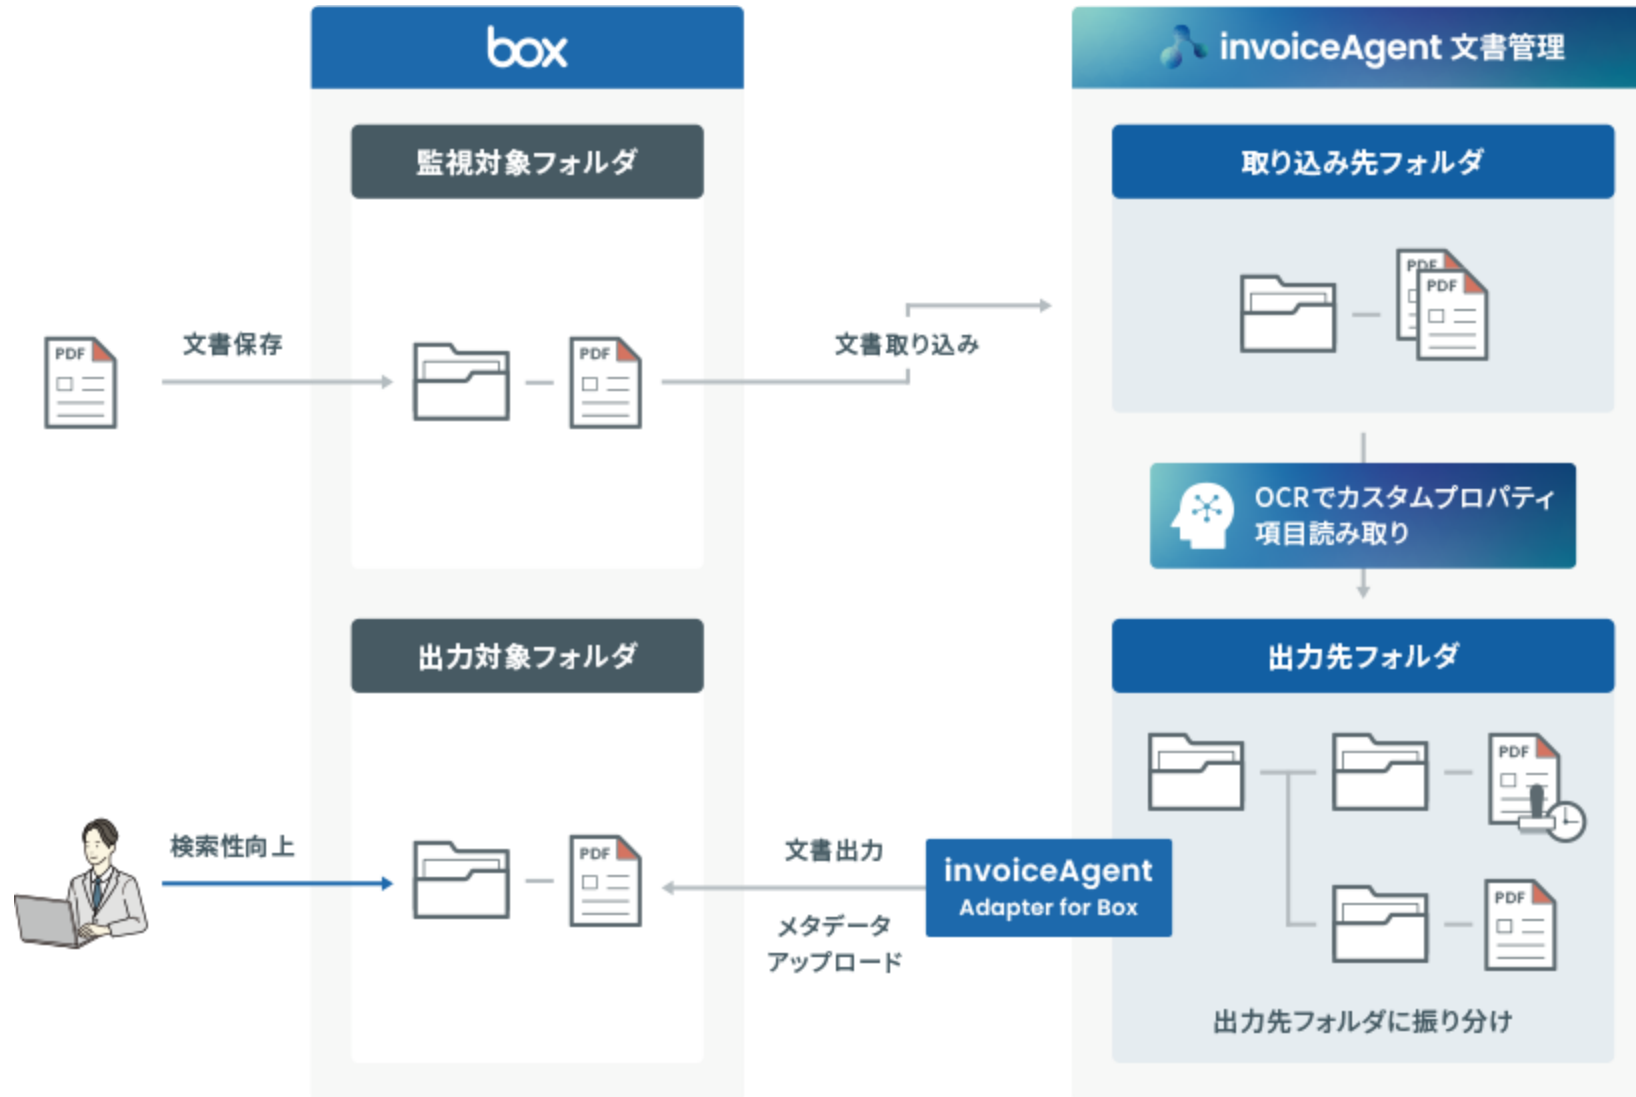 box
監視対象フォルダ
PDF
文書保存
PDF
文書取り込み
invoiceAgent 文書管理
取り込み先フォルダ
PDF
PDF
OCRでカスタムプロパティ
項目読み取り
出力先フォルダ
PDF
PDF
出力先フォルダに振り分け
invoiceAgent
Adapter for Box
文書出力
メタデータ
アップロード
出力対象フォルダ
PDF
検索性向上